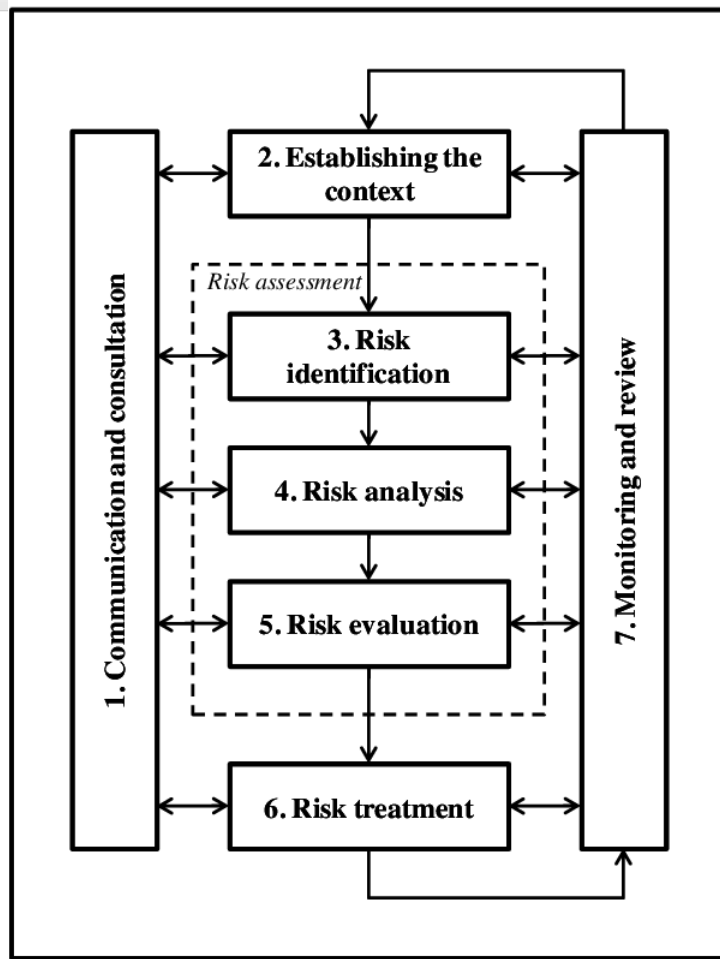 2. Establishing the
context
Risk assessment
3. Risk
identification
4. Risk analysis
5. Risk evaluation
6. Risk treatment
1. Communication and consultation
7. Monitoring and review